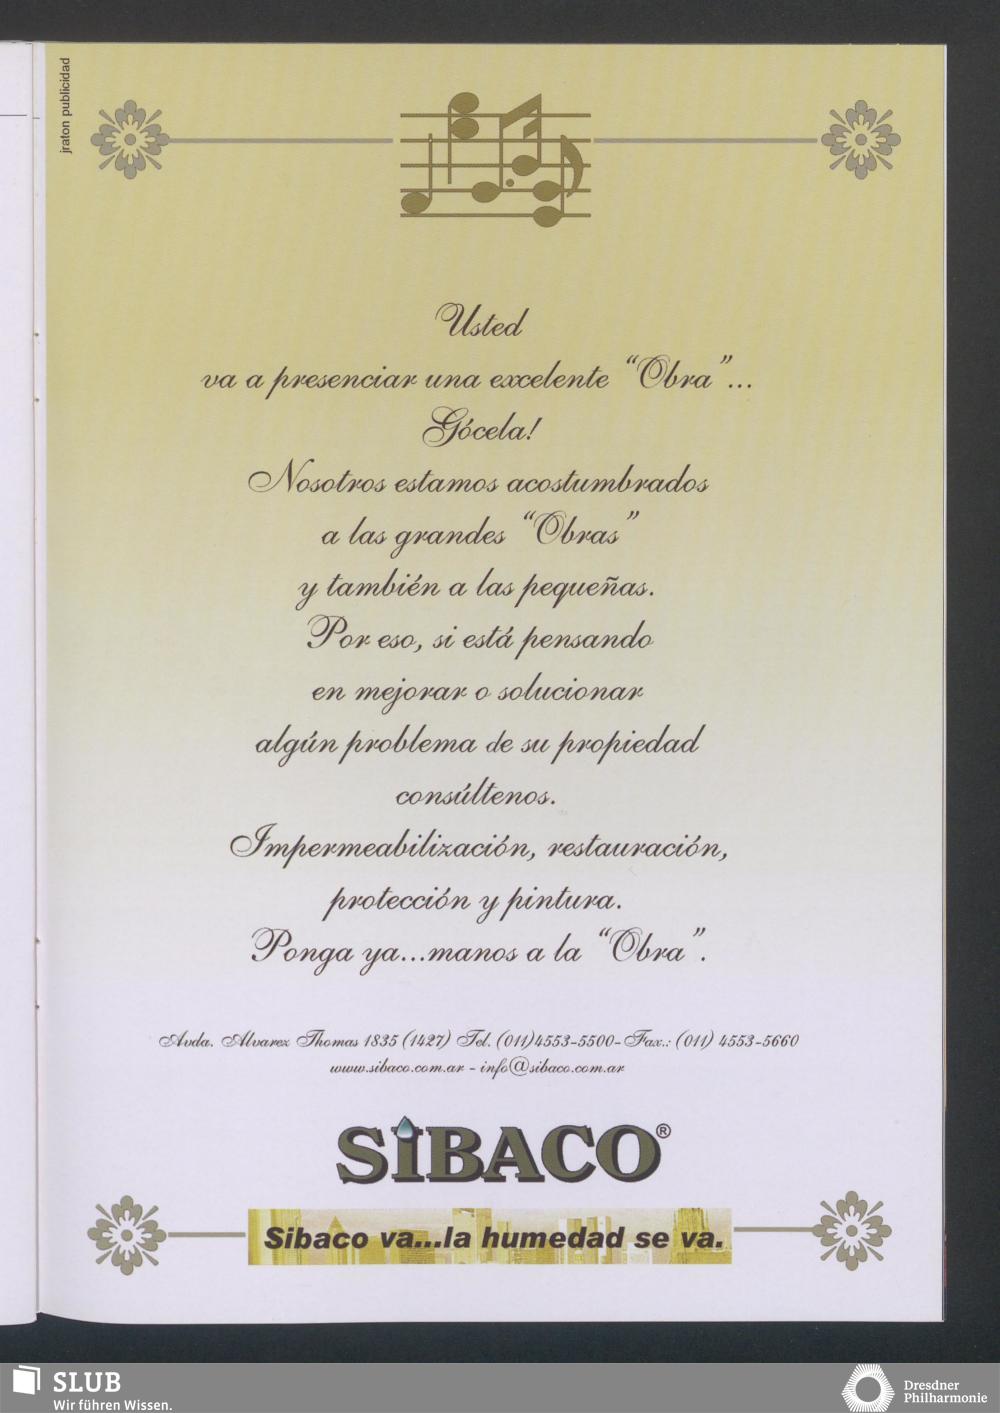 jraton publicidad
Usted
va a presenciar una excelente “Obra”...
Gócela!
Nosotros estamos acostumbrados
a las grandes “Obras”
y también a las pequeñas.
Por eso, si está pensando
en mejorar o solucionar
algún problema de su propiedad
consúltenos.
Impermeabilización, restauración,
protección y pintura.
Ponga ya...manos a la “Obra”.
Avda. Alvarez Thomas 1835 (1427) Tel. (011)4553-5500-Fax.: (011) 4553-5660
www.sibaco.com.ar - info@sibaco.com.ar
SiBACO®
Sibaco va...la humedad se va.
SLUB
Wir führen Wissen.
Dresdner
Philharmonie